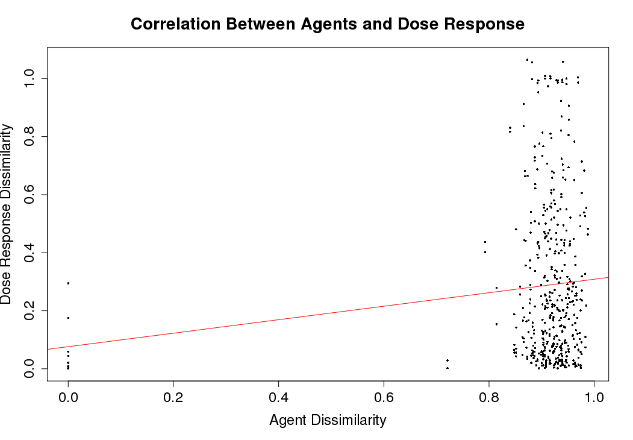 Correlation Between Agents and Dose Response
Dose Response Dissimilarity
1.0
0.8
0.6
0.4
0.2
0.0
0.0 0.2 0.4 0.6 0.8 1.0
Agent Dissimilarity